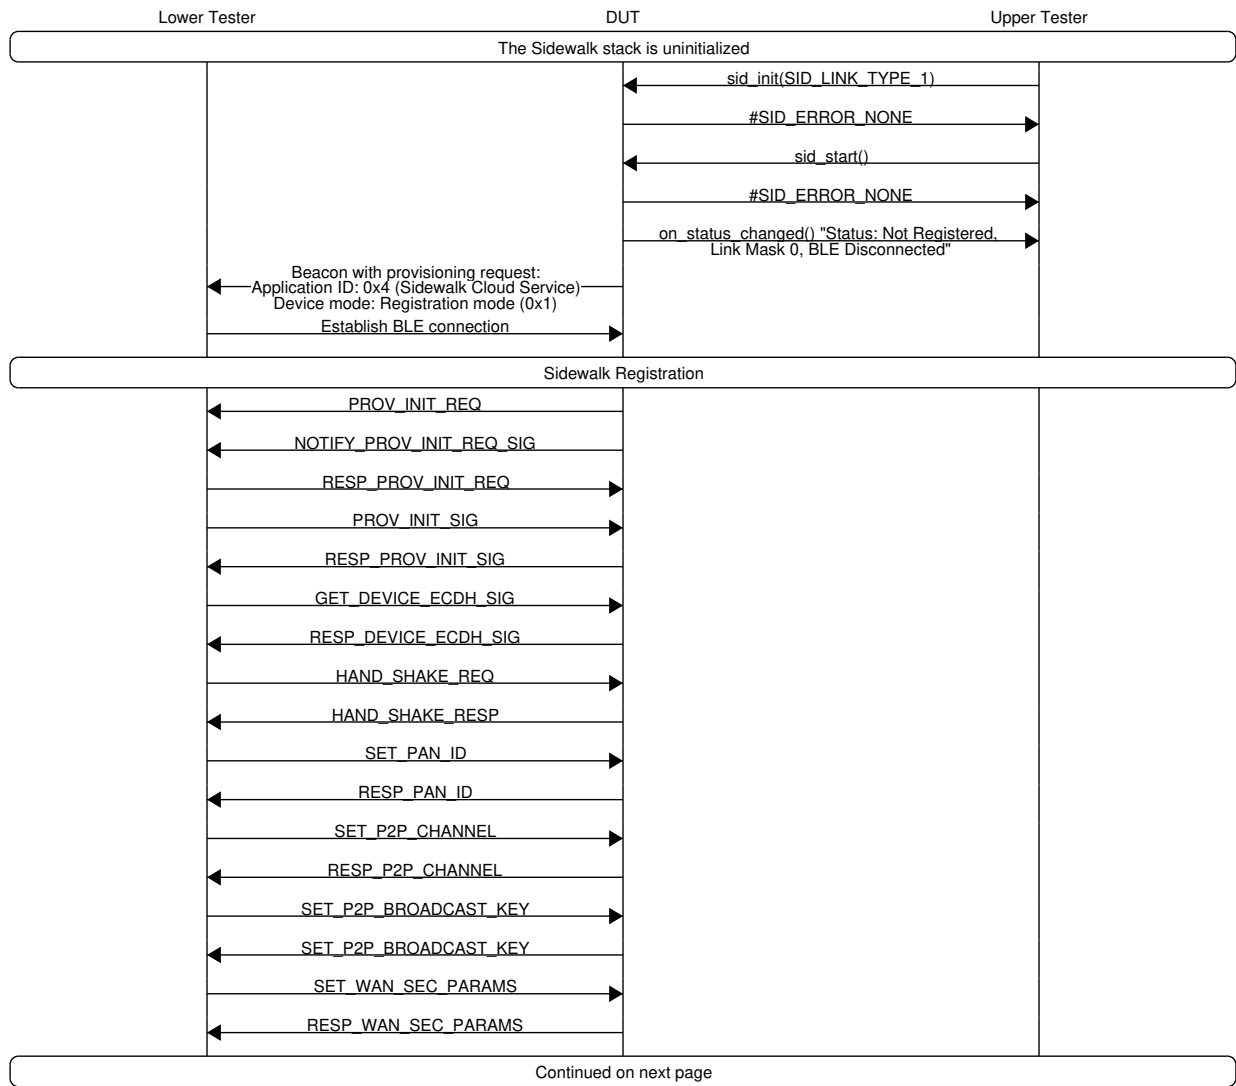 Lower Tester
DUT
Upper Tester
The Sidewalk stack is uninitialized
sid_init(SID_LINK_TYPE_1)
#SID_ERROR_NONE
sid_start()
#SID_ERROR_NONE
on_status_changed() "Status: Not Registered,
Link Mask 0, BLE Disconnected"
Beacon with provisioning request:
Application ID: 0x4 (Sidewalk Cloud Service)
Device mode: Registration mode (0x1)
Establish BLE connection
Sidewalk Registration
PROV_INIT_REQ
NOTIFY_PROV_INIT_REQ_SIG
RESP_PROV_INIT_REQ
PROV_INIT_SIG
RESP_PROV_INIT_SIG
GET_DEVICE_ECDH_SIG
RESP_DEVICE_ECDH_SIG
HAND_SHAKE_REQ
HAND_SHAKE_RESP
SET_PAN_ID
RESP_PAN_ID
SET_P2P_CHANNEL
RESP_P2P_CHANNEL
SET_P2P_BROADCAST_KEY
SET_P2P_BROADCAST_KEY
SET_WAN_SEC_PARAMS
RESP_WAN_SEC_PARAMS
Continued on next page